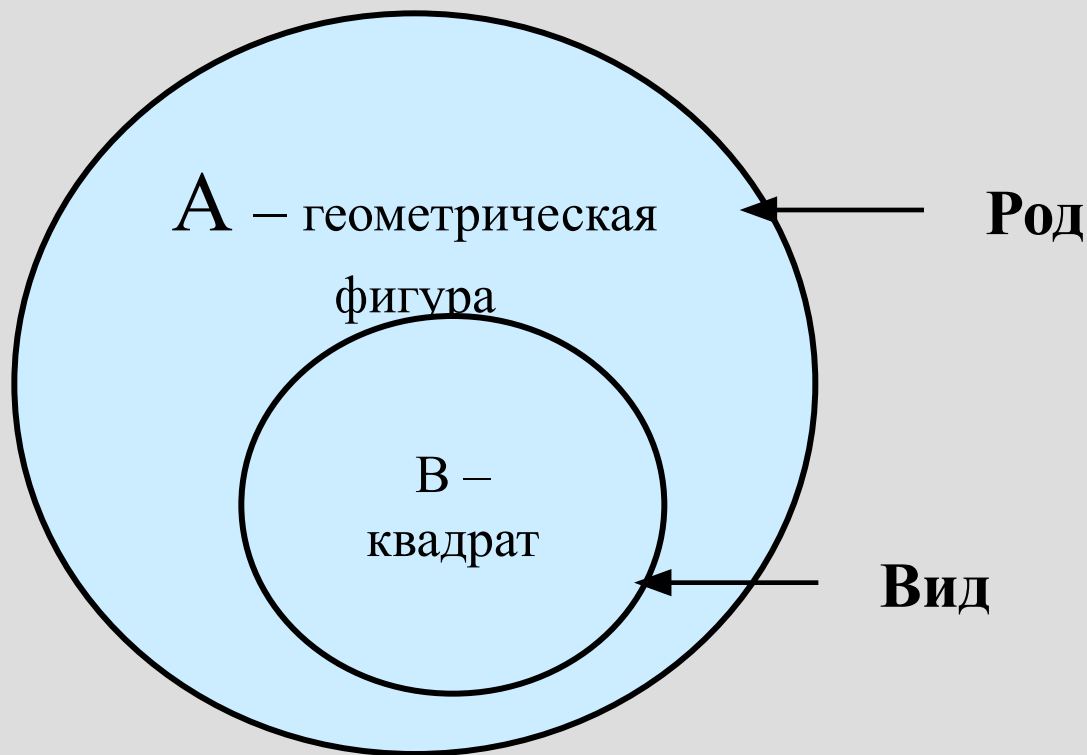 А – геометрическая
фигура
Род
В –
квадрат
Вид